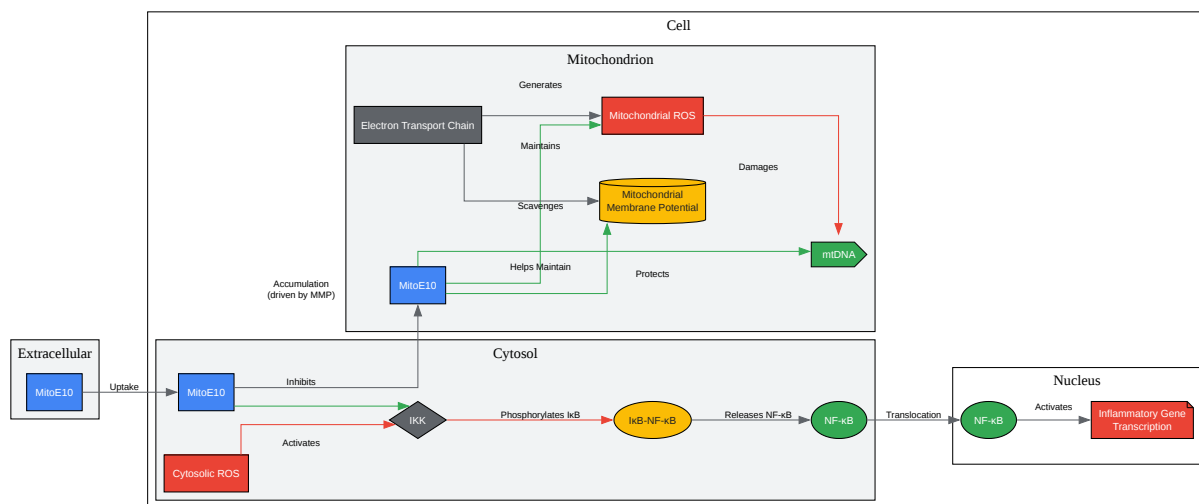 Cell
Mitochondrion
Generates
Electron Transport Chain
Mitochondrial ROS
Maintains
Damages
Mitochondrial
Membrane Potential
Scavenges
mtDNA
Helps Maintain
Protects
MitoE10
Accumulation
(driven by MMP)
Extracellular
MitoE10
Uptake
Cytosol
MitoE10
Inhibits
IKK
Activates
Cytosolic ROS
Phosphorylates IκB
IκB-NF-κB
Releases NF-κB
NF-κB
Translocation
Nucleus
NF-κB
Activates
Inflammatory Gene
Transcription